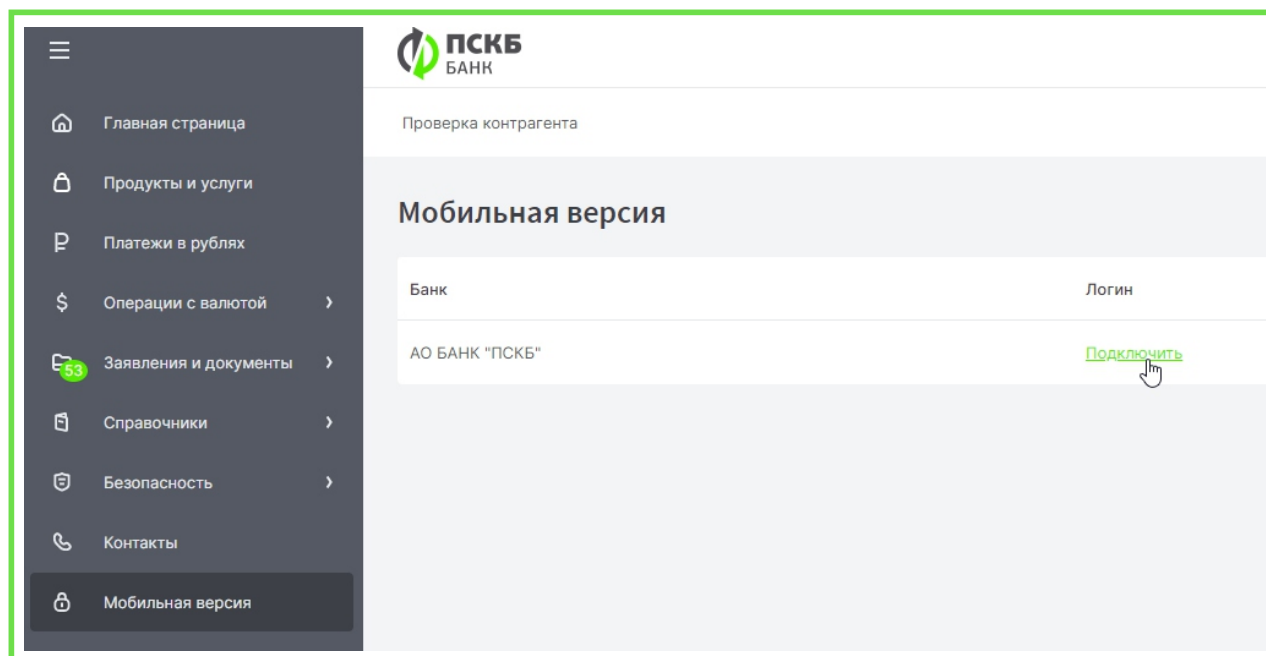 ПСКБ
БАНК
Главная страница
Продукты и услуги
Платежи в рублях
Операции с валютой
53
Заявления и документы
Справочники
Безопасность
Контакты
Мобильная версия
Проверка контрагента
Мобильная версия
Банк Логин
АО БАНК "ПСКБ" Подключить